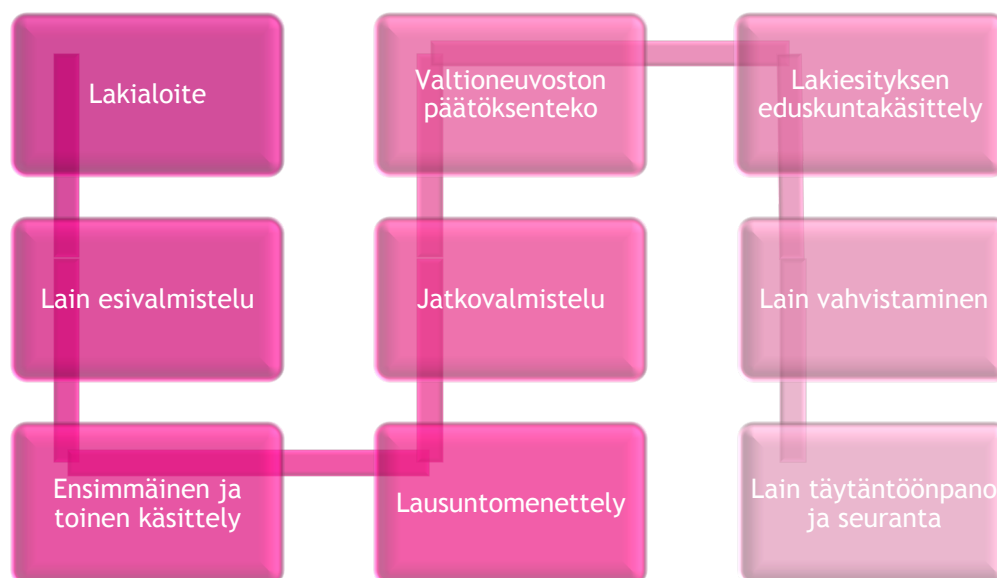 Lakialoite
Lain esivalmistelu
Ensimmäinen ja
toinen käsittely
Lausuntomenettely
Jatkovalmistelu
Valtioneuvoston
päätöksenteko
Lakiesityksen
eduskuntakäsittely
Lain vahvistaminen
Lain täytäntöönpano
ja seuranta